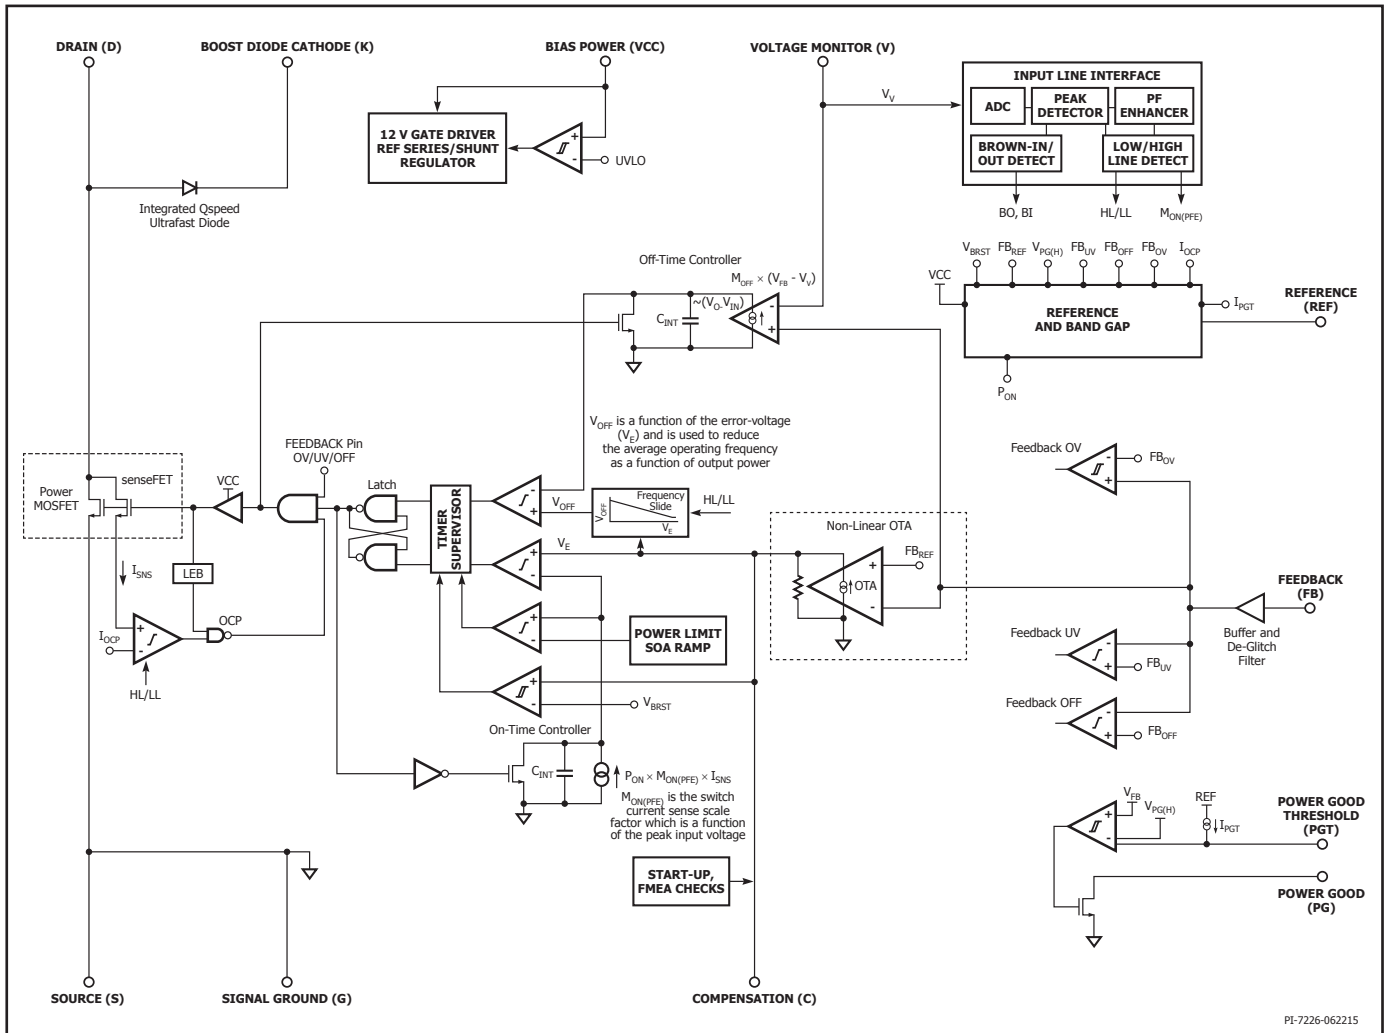 DRAIN (D)
BOOST DIODE CATHODE (K)
BIAS POWER (VCC)
VOLTAGE MONITOR (V)
INPUT LINE INTERFACE
ADC
PEAK
DETECTOR
PF
ENHANCER
BROWN-IN/
OUT DETECT
LOW/HIGH
LINE DETECT
V_V
12 V GATE DRIVER
REF SERIES/SHUNT
REGULATOR
+
-
UVLO
Integrated Qspeed
Ultrafast Diode
BO, BI
HL/LL
M_ON(PFE)
Off-Time Controller
M_OFF × (V_FB - V_V)
~(V_O-V_IN)
C_INT
-
+
V_BRST
FB_REF
V_PG(H)
FB_UV
FB_OFF
FB_OV
I_OCP
VCC
REFERENCE
AND BAND GAP
I_PGT
REFERENCE
(REF)
P_ON
V_OFF is a function of the error-voltage
(V_E) and is used to reduce
the average operating frequency
as a function of output power
FEEDBACK Pin
OV/UV/OFF
Power
MOSFET
senseFET
VCC
Latch
TIMER
SUPERVISOR
-
+
V_OFF
V_OFF
Frequency
Slide
V_E
HL/LL
V_E
+
-
Non-Linear OTA
FB_REF
+
OTA
-
Feedback OV
-
+
FB_OV
I_SNS
LEB
OCP
I_OCP
+
-
HL/LL
+
-
POWER LIMIT
SOA RAMP
+
-
V_BRST
FEEDBACK
(FB)
Buffer and
De-Glitch
Filter
Feedback UV
-
+
FB_UV
Feedback OFF
-
+
FB_OFF
On-Time Controller
C_INT
P_ON × M_ON(PFE) × I_SNS
M_ON(PFE) is the switch
current sense scale
factor which is a function
of the peak input voltage
START-UP,
FMEA CHECKS
V_FB
V_PG(H)
REF
I_PGT
+
-
POWER GOOD
THRESHOLD
(PGT)
POWER GOOD
(PG)
SOURCE (S)
SIGNAL GROUND (G)
COMPENSATION (C)
PI-7226-062215